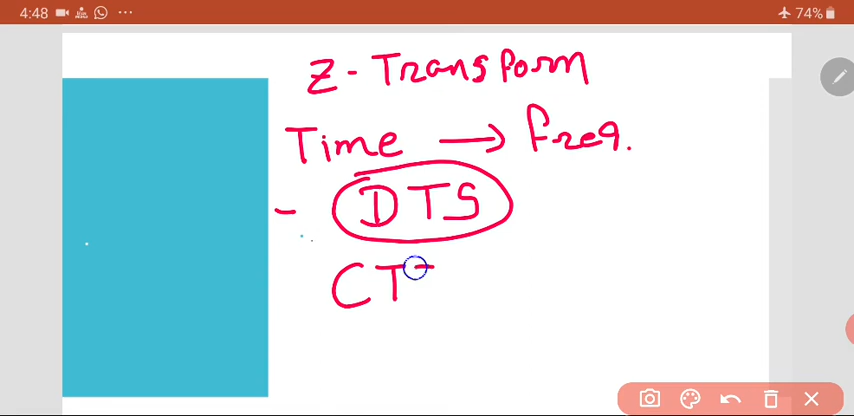 4:48
74%
Z - Transform
Time → freq.
- DTS
CT